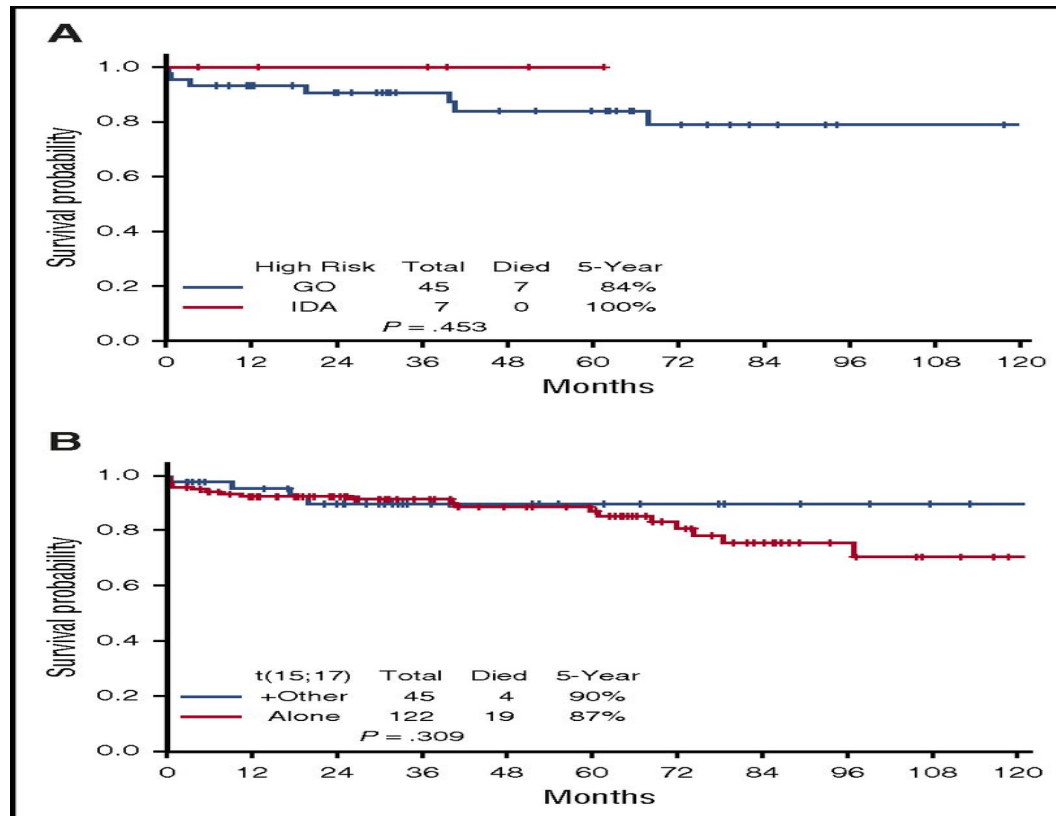 A
Survival probability
1.0
0.8
0.6
0.4
0.2
0.0
High Risk Total Died 5-Year
GO 45 7 84%
IDA 7 0 100%
P = .453
0 12 24 36 48 60 72 84 96 108 120
Months
B
Survival probability
1.0
0.8
0.6
0.4
0.2
0.0
t(15;17) Total Died 5-Year
+Other 45 4 90%
Alone 122 19 87%
P = .309
0 12 24 36 48 60 72 84 96 108 120
Months